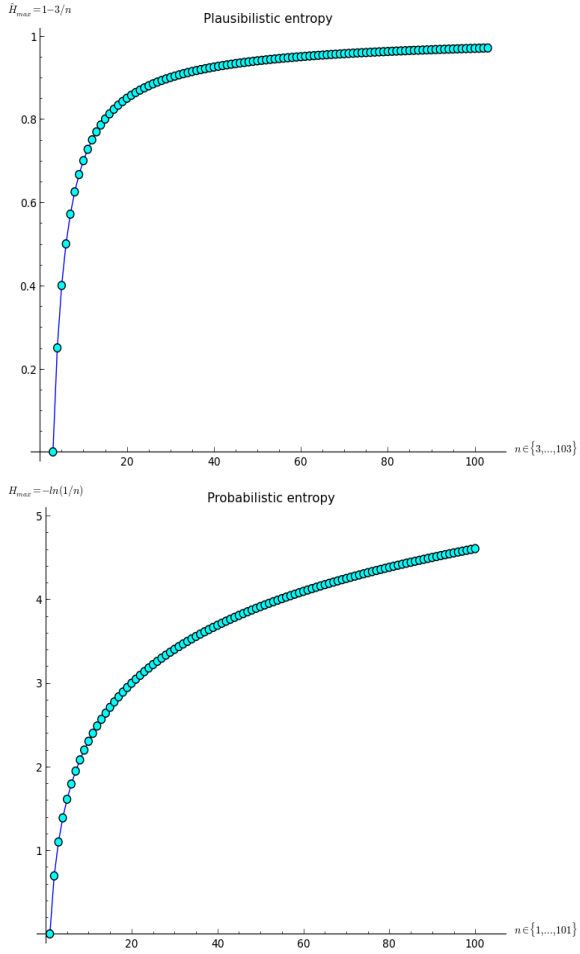 Ĥmax=1−3/n
Plausibilistic entropy
1
0.8
0.6
0.4
0.2
20 40 60 80 100
n∈{3,...,103}
Hmax=−ln(1/n)
Probabilistic entropy
5
4
3
2
1
20 40 60 80 100
n∈{1,...,101}